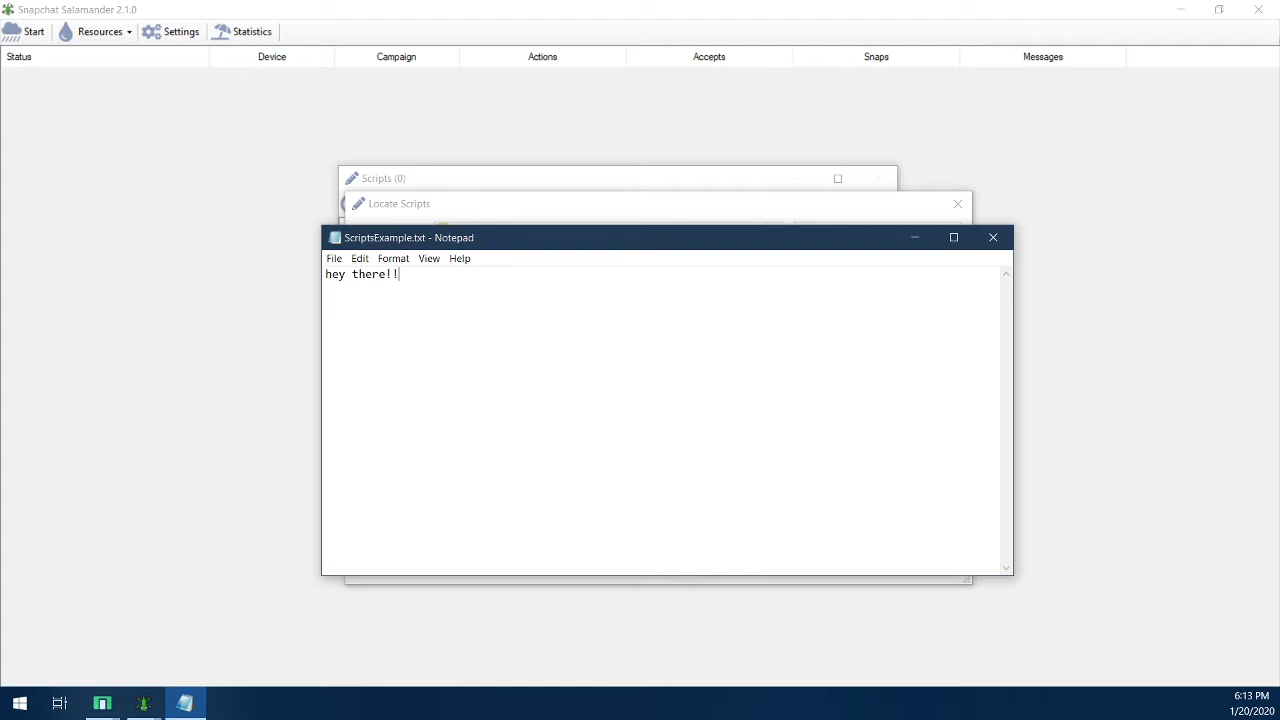 Snapchat Salamander 2.1.0
Start Resources Settings Statistics
Status Device Campaign Actions Accepts Snaps Messages
Scripts (0)
Locate Scripts
ScriptsExample.txt - Notepad
File Edit Format View Help
hey there!!
6:13 PM
1/20/2020